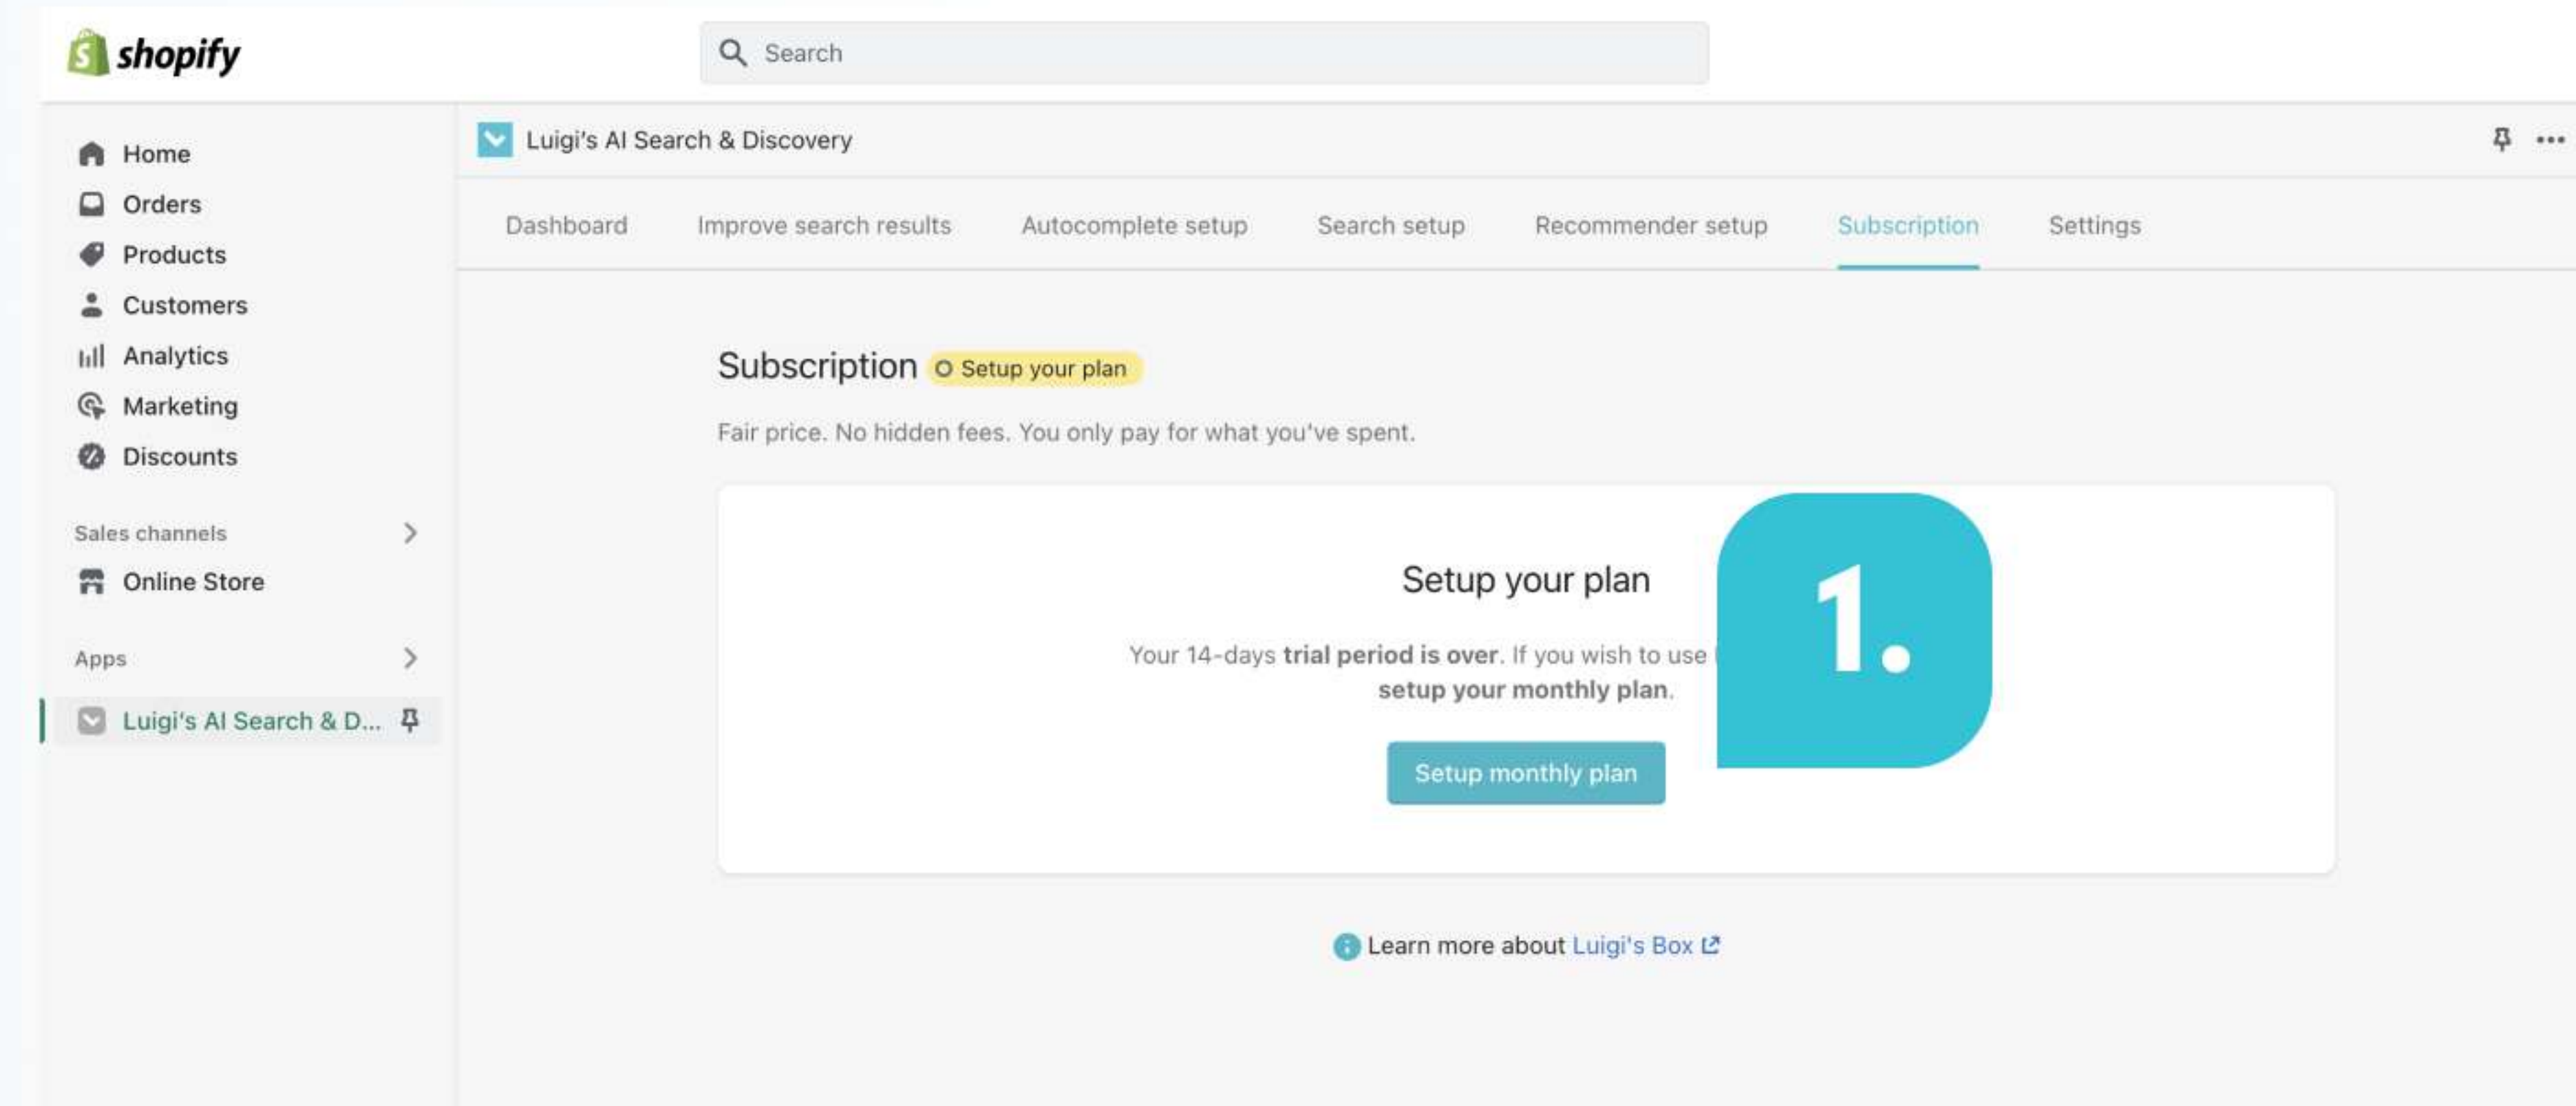 shopify
Search
Home
Orders
Products
Customers
Analytics
Marketing
Discounts
Sales channels
Online Store
Apps
Luigi's AI Search & D...
Luigi's AI Search & Discovery
Dashboard
Improve search results
Autocomplete setup
Search setup
Recommender setup
Subscription
Settings
Subscription
Setup your plan
Fair price. No hidden fees. You only pay for what you've spent.
Setup your plan
Your 14-days trial period is over. If you wish to use
setup your monthly plan.
Setup monthly plan
1.
Learn more about Luigi's Box